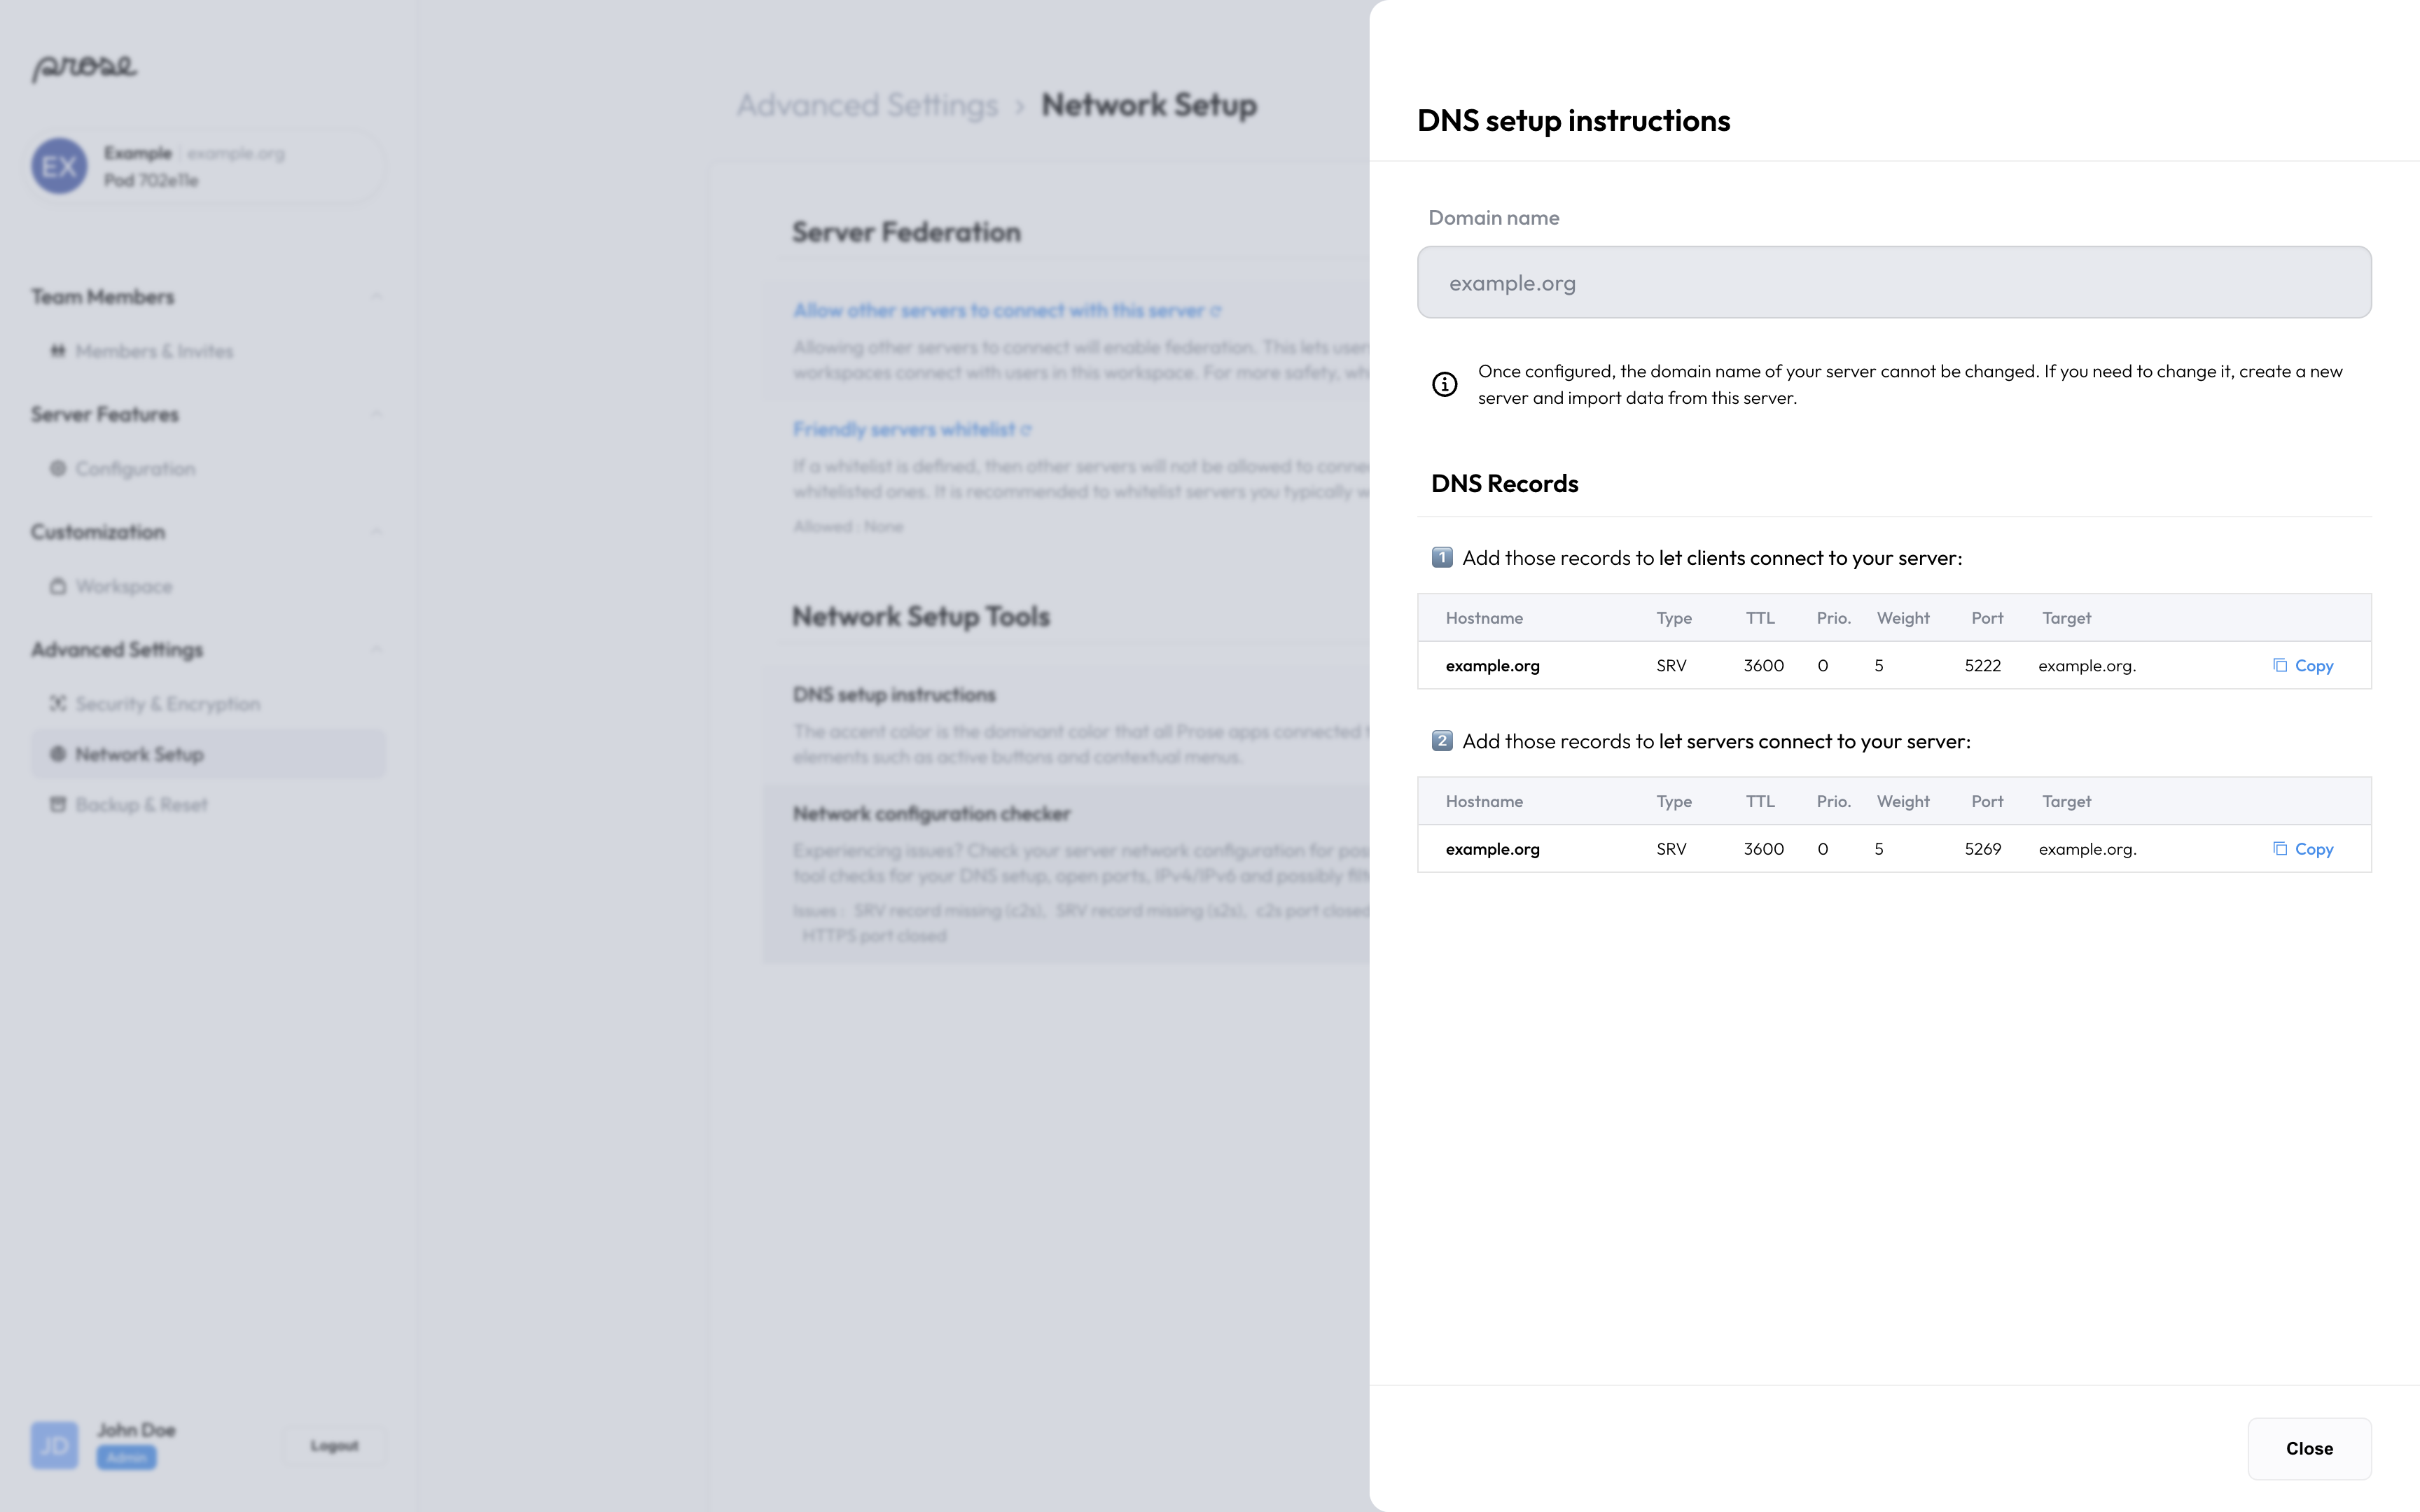 prose
EX
Example example.org
Pod 702e11e
Team Members
Members & Invites
Server Features
Configuration
Customization
Workspace
Advanced Settings
Security & Encryption
Network Setup
Backup & Reset
JD
John Doe
Admin
Logout
Advanced Settings › Network Setup
Server Federation
Allow other servers to connect with this server
Allowing other servers to connect will enable federation. This lets user
workspaces connect with users in this workspace. For more safety,
Friendly servers whitelist
If a whitelist is defined, then other servers will not be allowed to
whitelisted ones. It is recommended to whitelist servers you typically
Allowed : None
Network Setup Tools
DNS setup instructions
The accent color is the dominant color that all Prose apps connected
elements such as active buttons and contextual menus.
Network configuration checker
Experiencing issues? Check your server network configuration for
tool checks for your DNS setup, open ports, IPv4/IPv6 and possibly
Issues : SRV record missing (c2s), SRV record missing (s2s), c2s port closed
HTTPS port closed
DNS setup instructions
Domain name
example.org
Once configured, the domain name of your server cannot be changed. If you need to change it, create a new
server and import data from this server.
DNS Records
1 Add those records to let clients connect to your server:
Hostname Type TTL Prio. Weight Port Target
example.org SRV 3600 0 5 5222 example.org. Copy
2 Add those records to let servers connect to your server:
Hostname Type TTL Prio. Weight Port Target
example.org SRV 3600 0 5 5269 example.org. Copy
Close